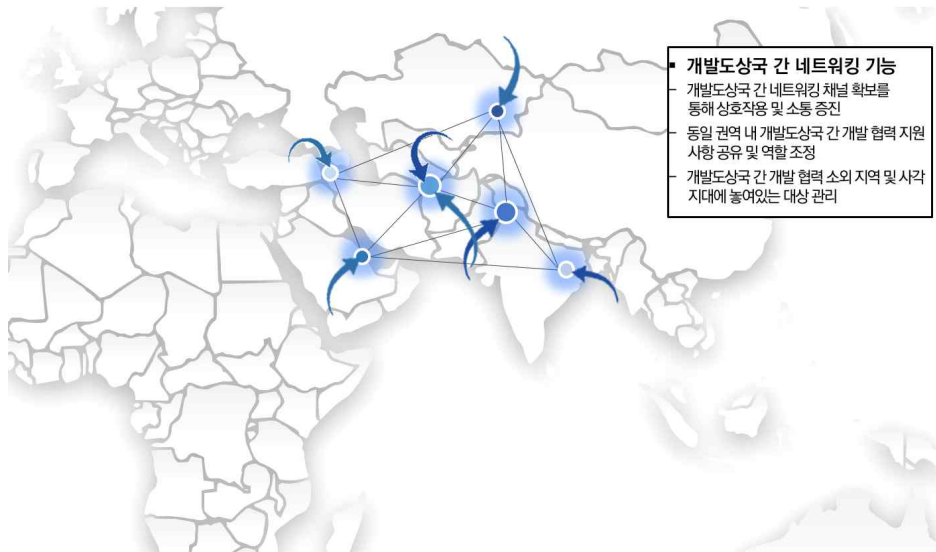 ▪ 개발도상국 간 네트워킹 기능
- 개발도상국 간 네트워킹 채널 확보를
통해 상호작용 및 소통 증진
- 동일 권역 내 개발도상국 간 개발 협력 지원
사항 공유 및 역할 조정
- 개발도상국 간 개발 협력 소외 지역 및 사각
지대에 놓여있는 대상 관리